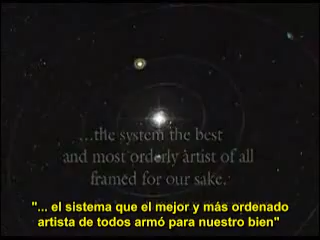 ...the system the best
and most orderly artist of all
framed for our sake.
"... el sistema que el mejor y más ordenado
artista de todos armó para nuestro bien"